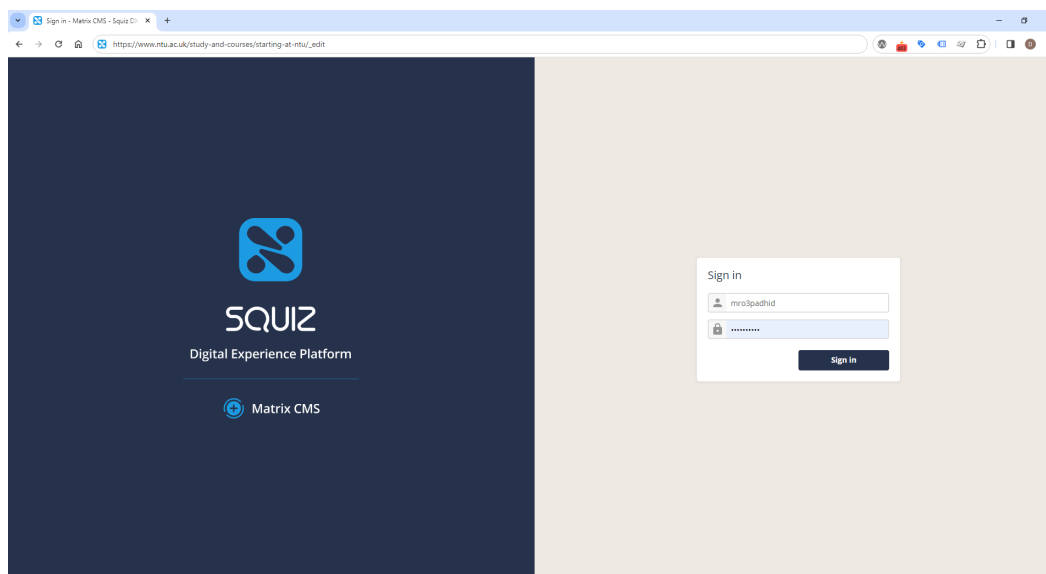 Sign in - Matrix CMS - Squiz D
https://www.ntu.ac.uk/study-and-courses/starting-at-ntu/_edit
SQUIZ
Digital Experience Platform
Matrix CMS
Sign in
mro3padhid
••••••••••
Sign in